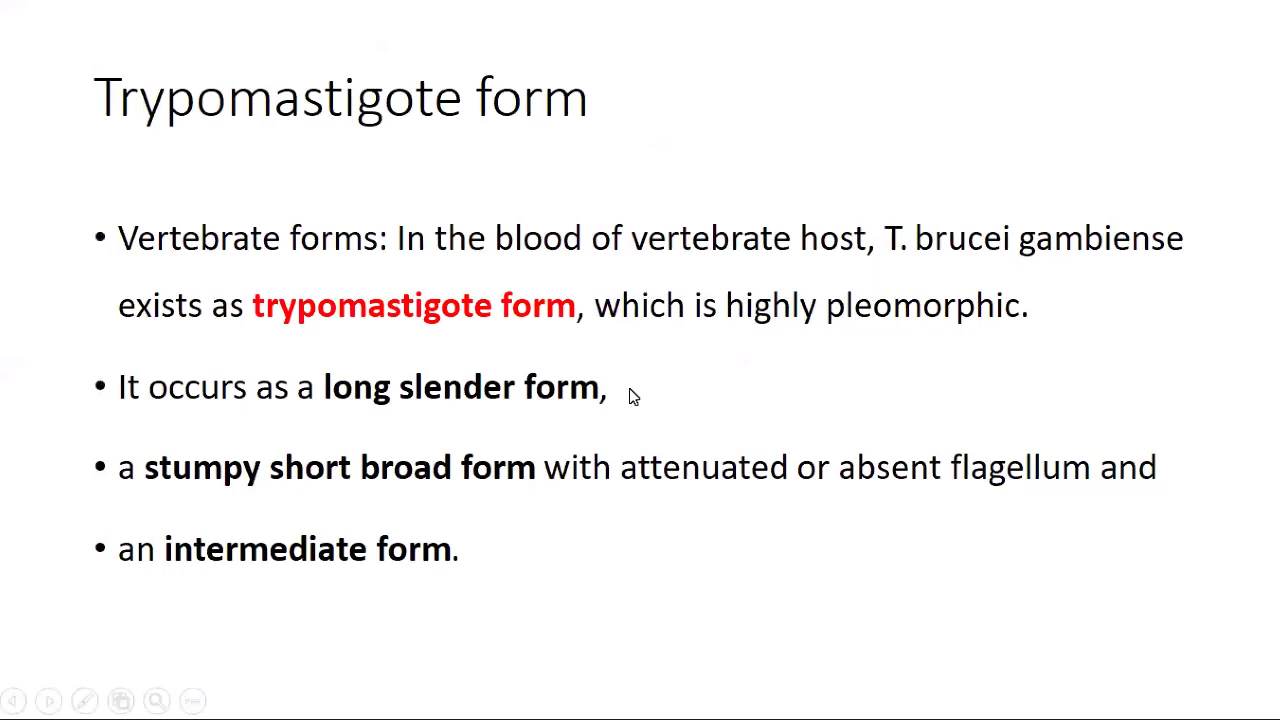 Trypomastigote form
• Vertebrate forms: In the blood of vertebrate host, T. brucei gambiense
exists as trypomastigote form, which is highly pleomorphic.
• It occurs as a long slender form,
• a stumpy short broad form with attenuated or absent flagellum and
• an intermediate form.